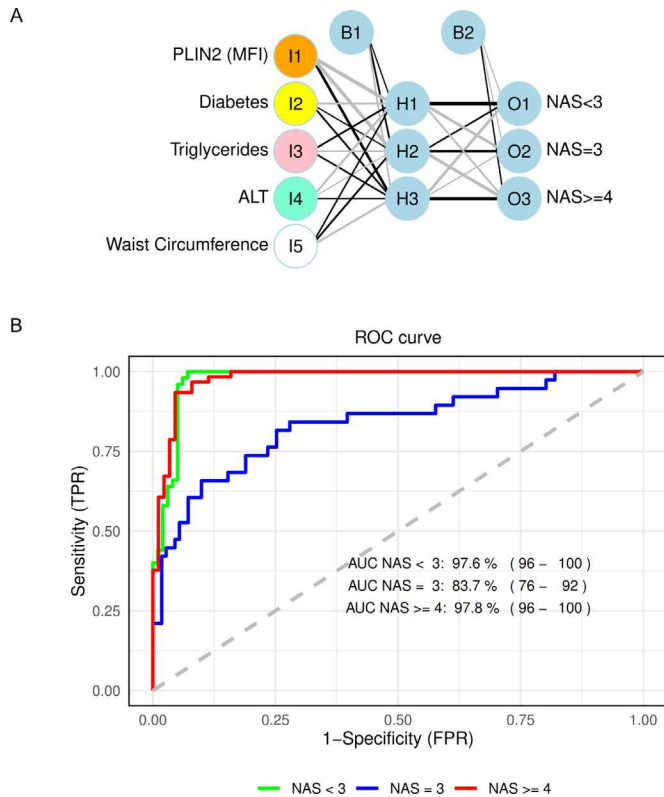 A
B1 B2
PLIN2 (MFI) I1
Diabetes I2 H1 O1 NAS<3
Triglycerides I3 H2 O2 NAS=3
ALT I4 H3 O3 NAS>=4
Waist Circumference I5
B
ROC curve
1.00
0.75
0.50
0.25
0.00
Sensitivity (TPR)
AUC NAS < 3: 97.6 % ( 96 − 100 )
AUC NAS = 3: 83.7 % ( 76 − 92 )
AUC NAS >= 4: 97.8 % ( 96 − 100 )
0.00 0.25 0.50 0.75 1.00
1−Specificity (FPR)
NAS < 3 NAS = 3 NAS >= 4